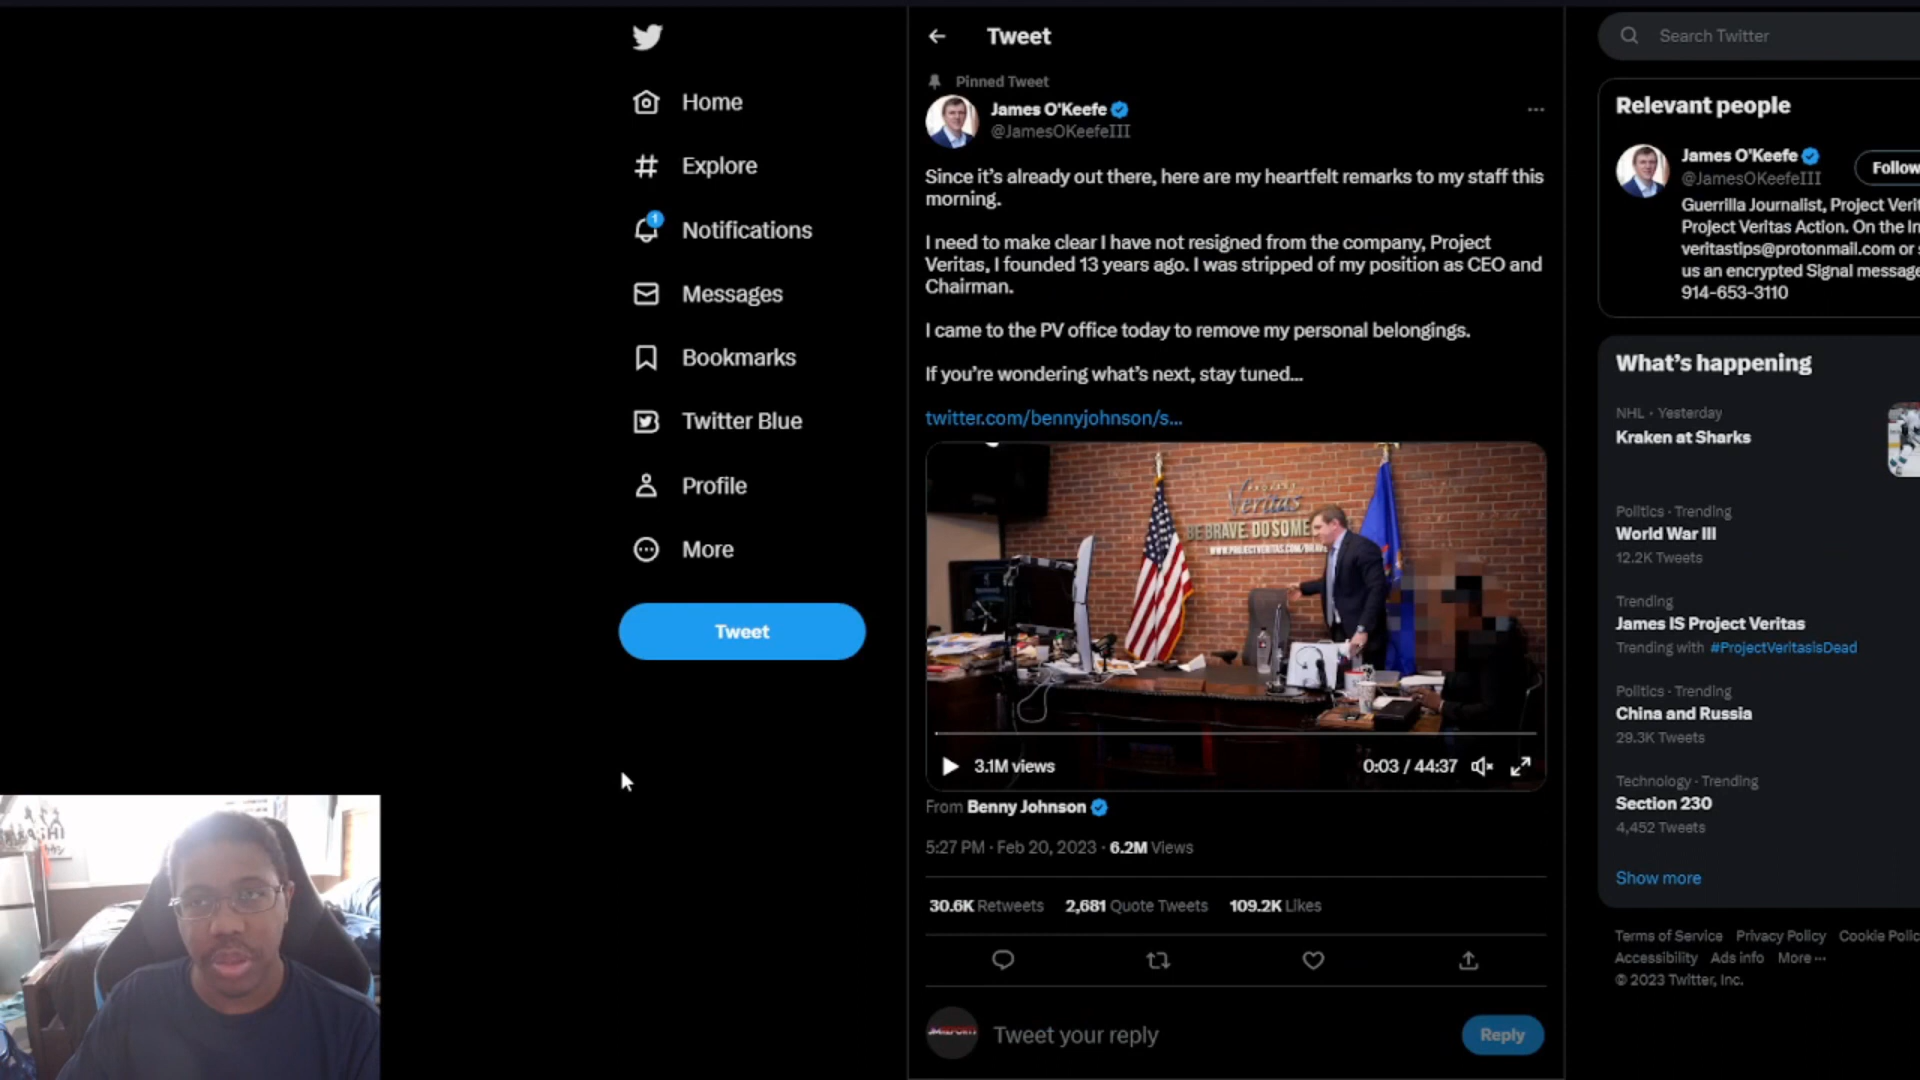 Home
Explore
1
Notifications
Messages
Bookmarks
Twitter Blue
Profile
More
Tweet
Tweet
Pinned Tweet
James O'Keefe
@JamesOKeefeIII
Since it's already out there, here are my heartfelt remarks to my staff this
morning.
I need to make clear I have not resigned from the company, Project
Veritas, I founded 13 years ago. I was stripped of my position as CEO and
Chairman.
I came to the PV office today to remove my personal belongings.
If you're wondering what's next, stay tuned...
twitter.com/bennyjohnson/s...
PROJECT
Veritas
BE BRAVE. DO SOME
WWW.PROJECTVERITAS.COM/BRAVE
3.1M views
0:03 / 44:37
From Benny Johnson
5:27 PM · Feb 20, 2023 · 6.2M Views
30.6K Retweets 2,681 Quote Tweets 109.2K Likes
Tweet your reply
Reply
Search Twitter
Relevant people
James O'Keefe
@JamesOKeefeIII
Follow
Guerrilla Journalist, Project Verit
Project Veritas Action. On the In
veritastips@protonmail.com or s
us an encrypted Signal message
914-653-3110
What's happening
NHL · Yesterday
Kraken at Sharks
Politics · Trending
World War III
12.2K Tweets
Trending
James IS Project Veritas
Trending with #ProjectVeritasIsDead
Politics · Trending
China and Russia
29.3K Tweets
Technology · Trending
Section 230
4,452 Tweets
Show more
Terms of Service Privacy Policy Cookie Polic
Accessibility Ads info More ...
© 2023 Twitter, Inc.